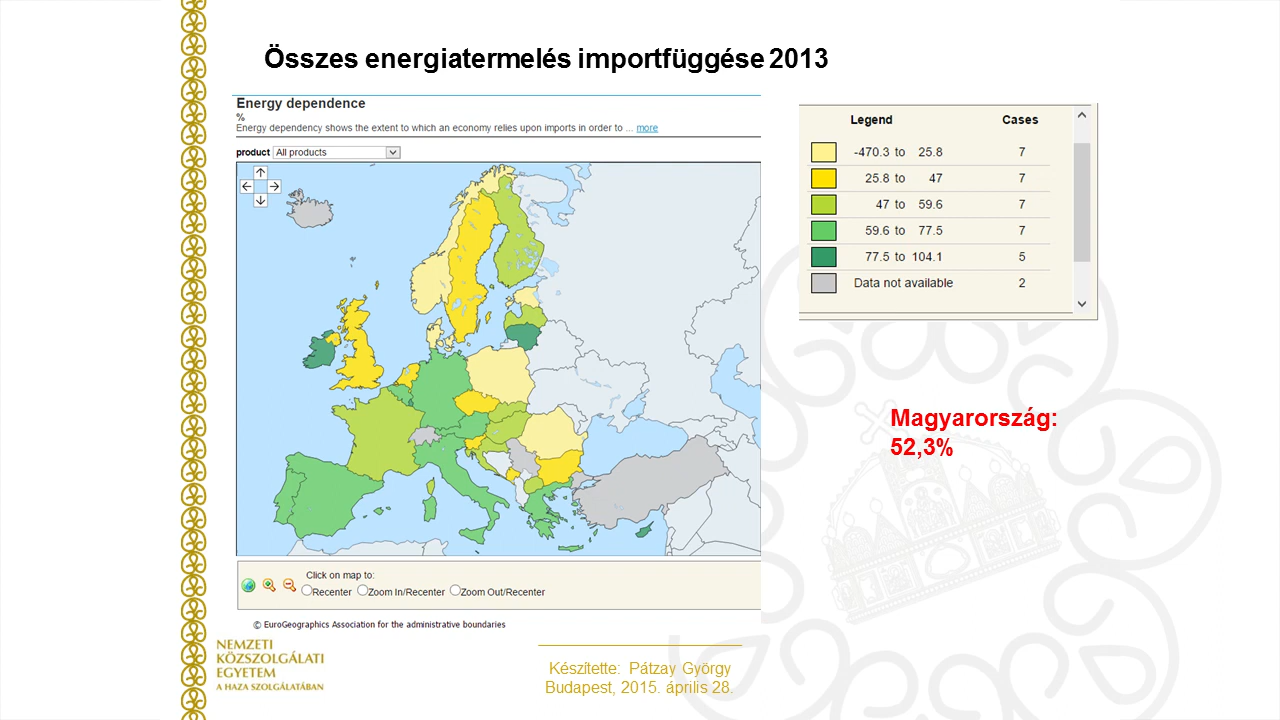 Összes energiatermelés importfüggése 2013
Energy dependence
%
Energy dependency shows the extent to which an economy relies upon imports in order to ... more
product All products
Legend Cases
-470.3 to 25.8 7
25.8 to 47 7
47 to 59.6 7
59.6 to 77.5 7
77.5 to 104.1 5
Data not available 2
Magyarország:
52,3%
Click on map to:
Recenter Zoom In/Recenter Zoom Out/Recenter
© EuroGeographics Association for the administrative boundaries
NEMZETI
KÖZSZOLGÁLATI
EGYETEM
A HAZA SZOLGÁLATÁBAN
Készítette: Pátzay György
Budapest, 2015. április 28.